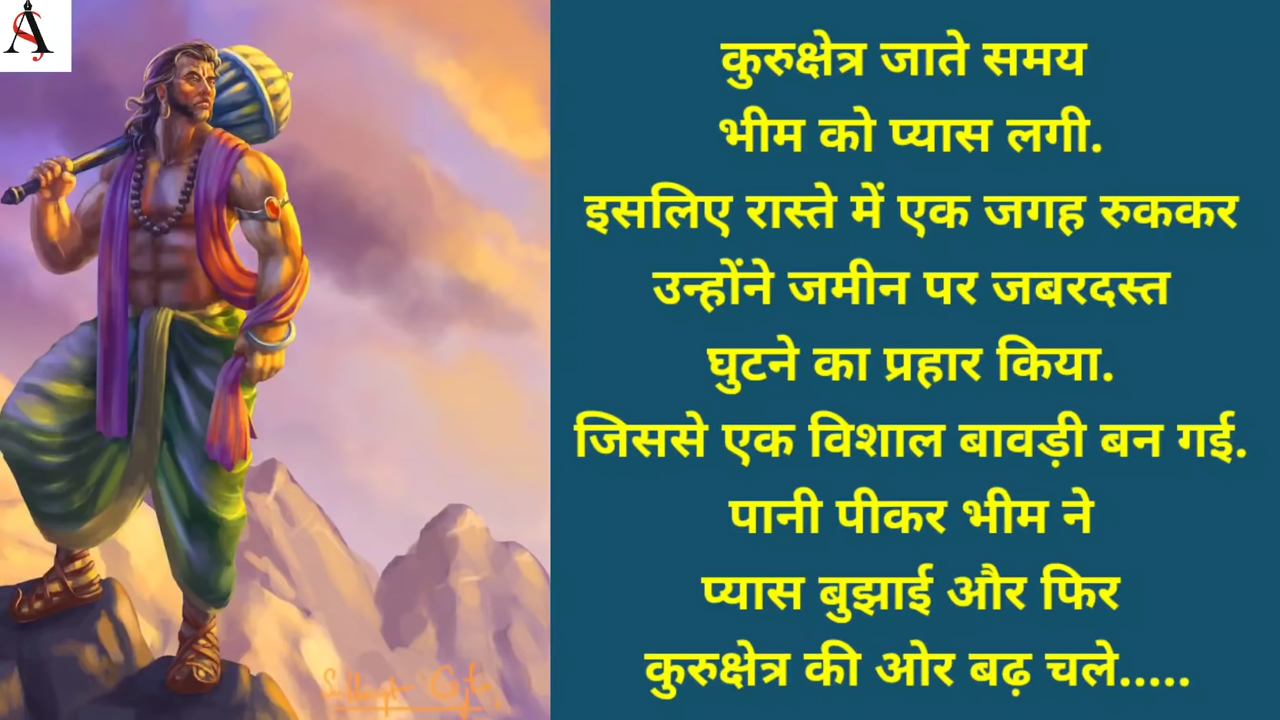 कुरुक्षेत्र जाते समय
भीम को प्यास लगी.
इसलिए रास्ते में एक जगह रुककर
उन्होंने जमीन पर जबरदस्त
घुटने का प्रहार किया.
जिससे एक विशाल बावड़ी बन गई.
पानी पीकर भीम ने
प्यास बुझाई और फिर
कुरुक्षेत्र की ओर बढ़ चले.....